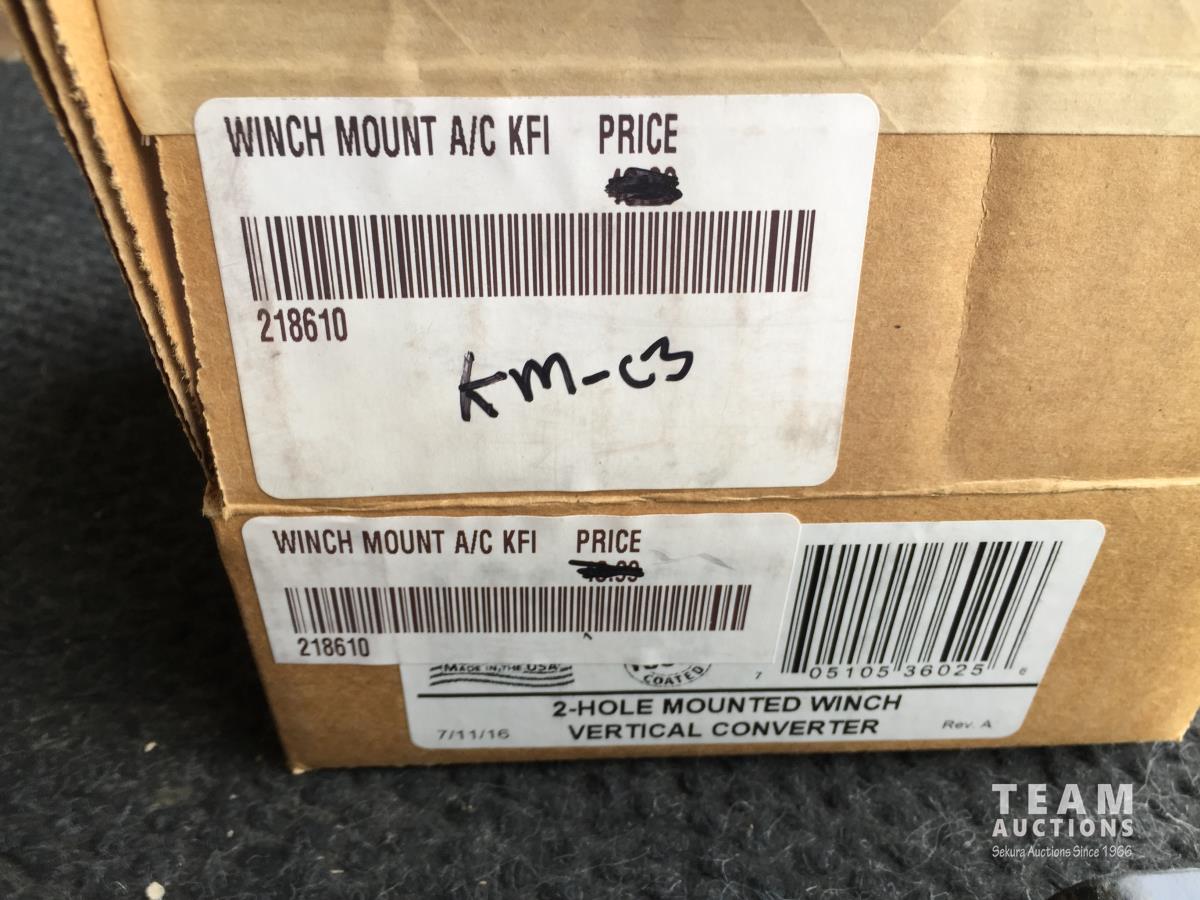 WINCH MOUNT A/C KFI PRICE
218610
KM-C3
WINCH MOUNT A/C KFI PRICE
218610
MADE IN THE USA
COATED
7 05105 36025 6
2-HOLE MOUNTED WINCH
VERTICAL CONVERTER
7/11/16
Rev. A
TEAM
AUCTIONS
Sekura Auctions Since 1966